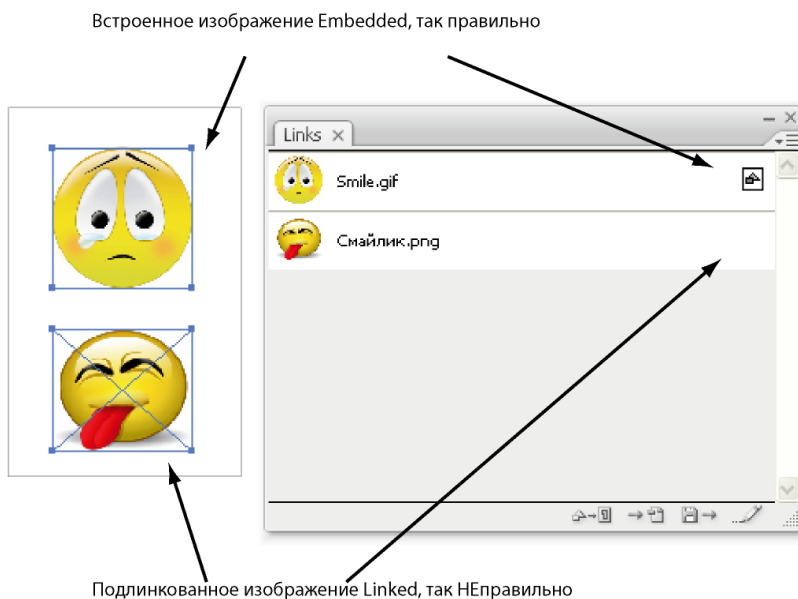 Встроенное изображение Embedded, так правильно
Links
Smile.gif
Смайлик.png
Подлинкованное изображение Linked, так НЕправильно